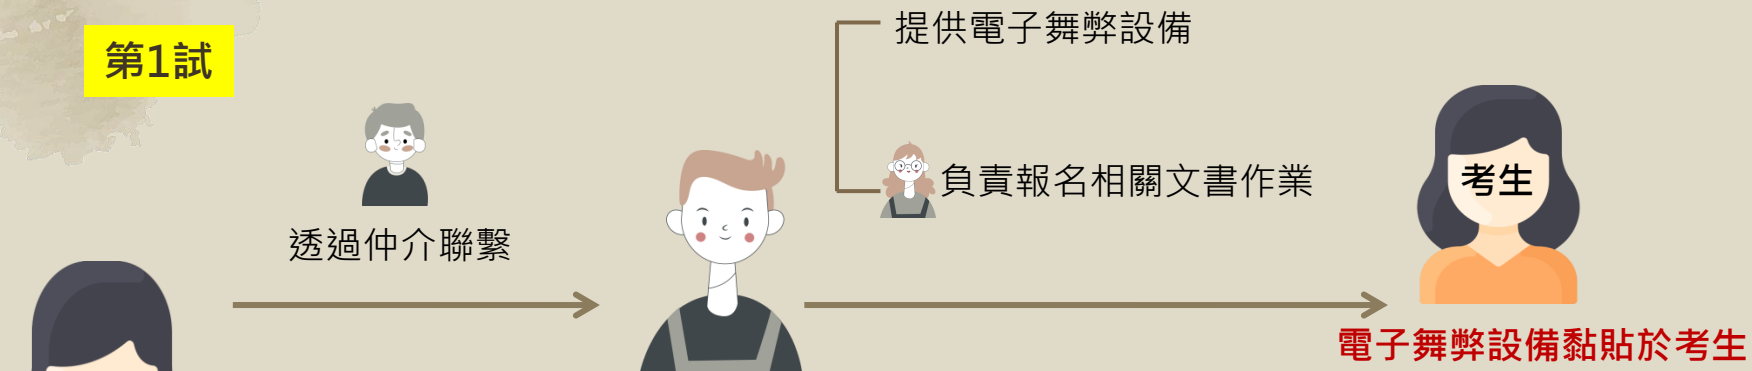 第1試
提供電子舞弊設備
負責報名相關文書作業
考生
透過仲介聯繫
電子舞弊設備黏貼於考生